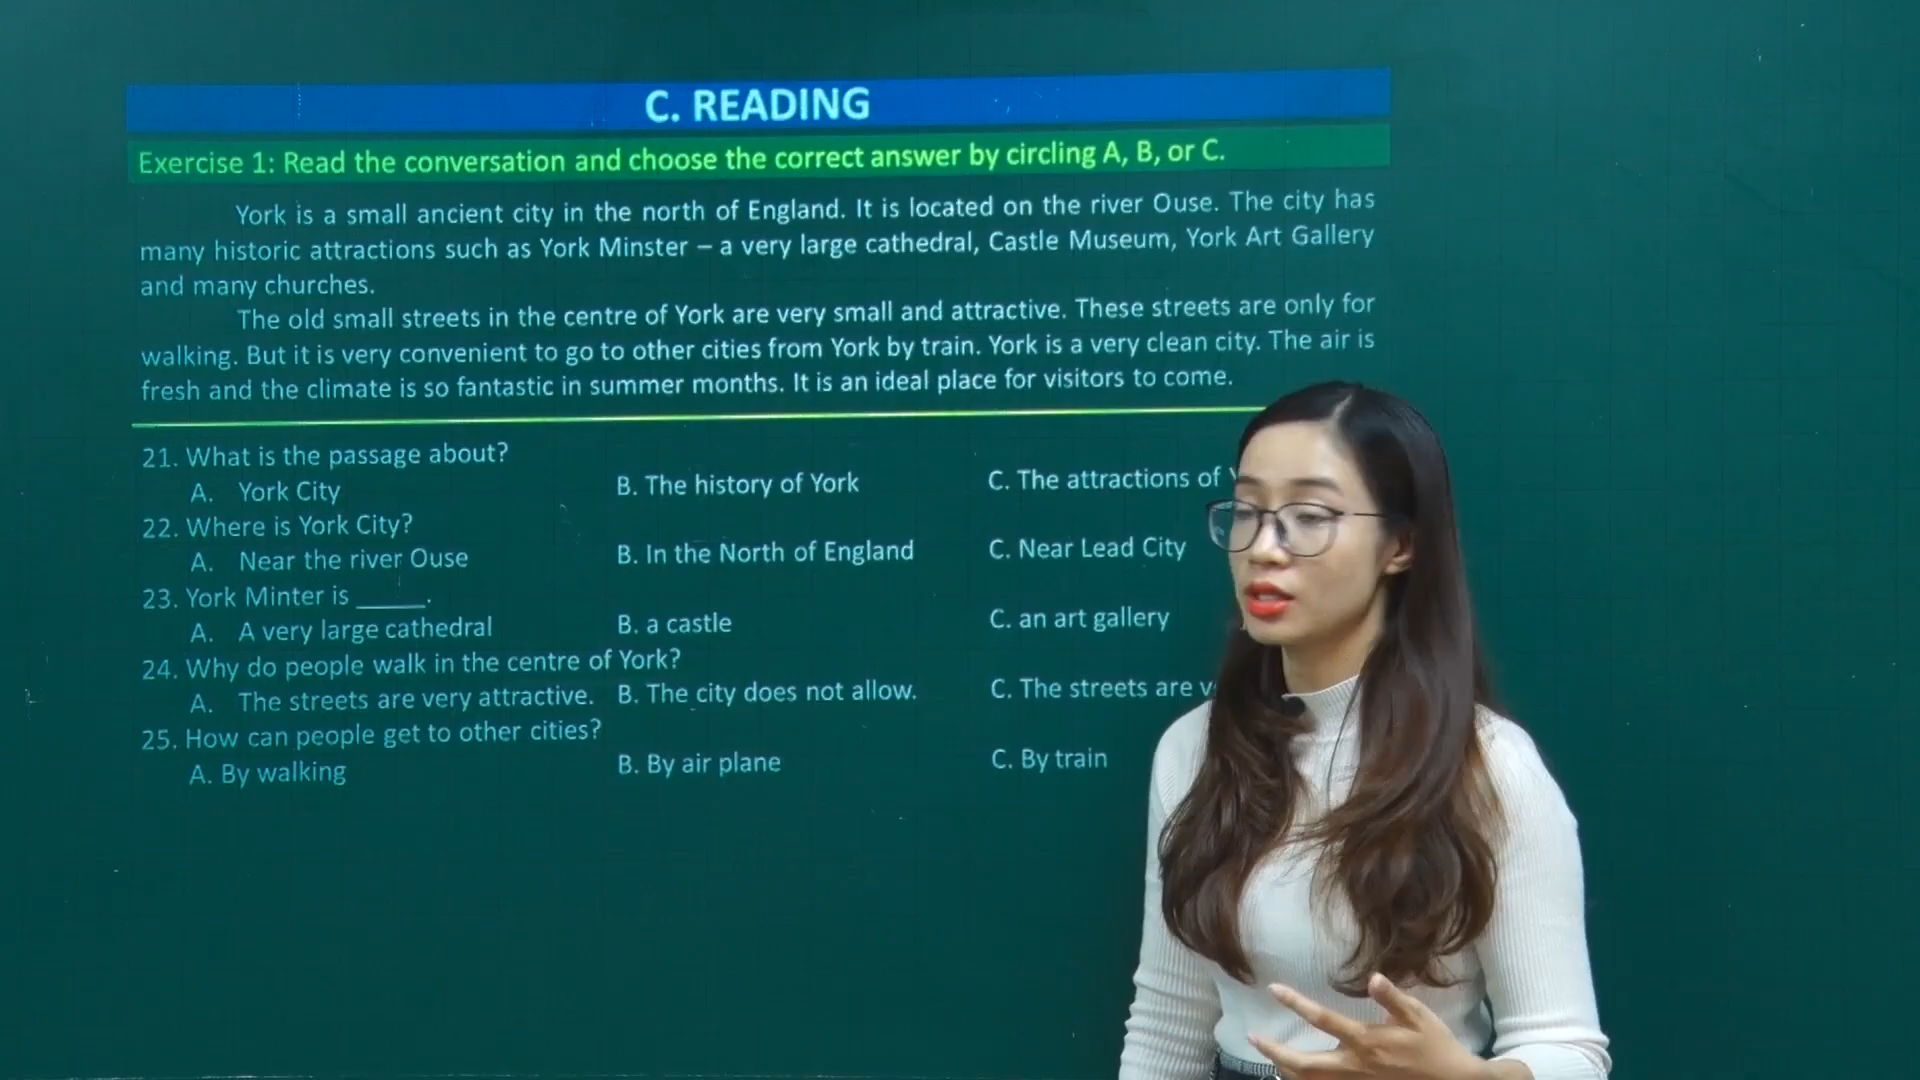 C. READING
Exercise 1: Read the conversation and choose the correct answer by circling A, B, or C.
York is a small ancient city in the north of England. It is located on the river Ouse. The city has
many historic attractions such as York Minster – a very large cathedral, Castle Museum, York Art Gallery
and many churches.
The old small streets in the centre of York are very small and attractive. These streets are only for
walking. But it is very convenient to go to other cities from York by train. York is a very clean city. The air is
fresh and the climate is so fantastic in summer months. It is an ideal place for visitors to come.
21. What is the passage about?
A. York City B. The history of York C. The attractions of
22. Where is York City?
A. Near the river Ouse B. In the North of England C. Near Lead City
23. York Minter is _____.
A. A very large cathedral B. a castle C. an art gallery
24. Why do people walk in the centre of York?
A. The streets are very attractive. B. The city does not allow. C. The streets are
25. How can people get to other cities?
A. By walking B. By air plane C. By train